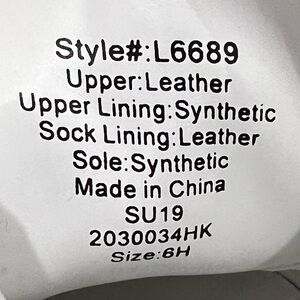 Style#:L6689
Upper:Leather
Upper Lining:Synthetic
Sock Lining:Leather
Sole:Synthetic
Made in China
SU19
2030034HK
Size:6H